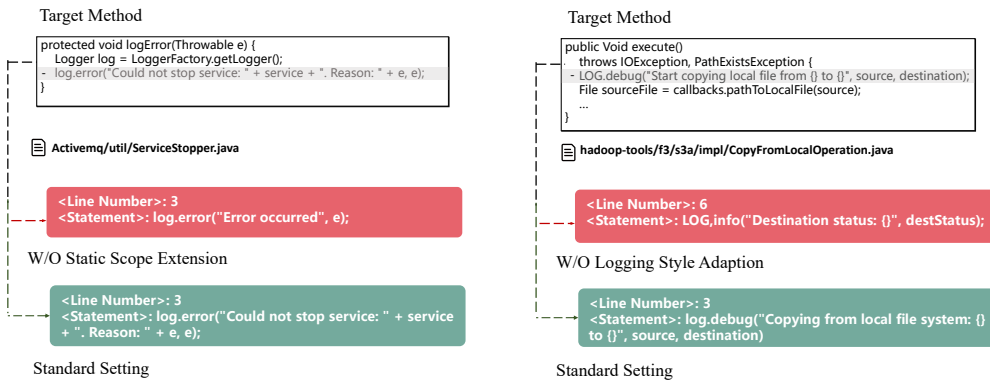 Target Method
protected void logError(Throwable e) {
Logger log = LoggerFactory.getLogger();
- log.error("Could not stop service: " + service + ". Reason: " + e, e);
}
Activemq/util/ServiceStopper.java
<Line Number>: 3
<Statement>: log.error("Error occurred", e);
W/O Static Scope Extension
<Line Number>: 3
<Statement>: log.error("Could not stop service: " + service
+ ". Reason: " + e, e);
Standard Setting
Target Method
public Void execute()
throws IOException, PathExistsException {
- LOG.debug("Start copying local file from {} to {}", source, destination);
File sourceFile = callbacks.pathToLocalFile(source);
...
}
hadoop-tools/f3/s3a/impl/CopyFromLocalOperation.java
<Line Number>: 6
<Statement>: LOG,info("Destination status: {}", destStatus);
W/O Logging Style Adaption
<Line Number>: 3
<Statement>: log.debug("Copying from local file system: {}
to {}", source, destination)
Standard Setting